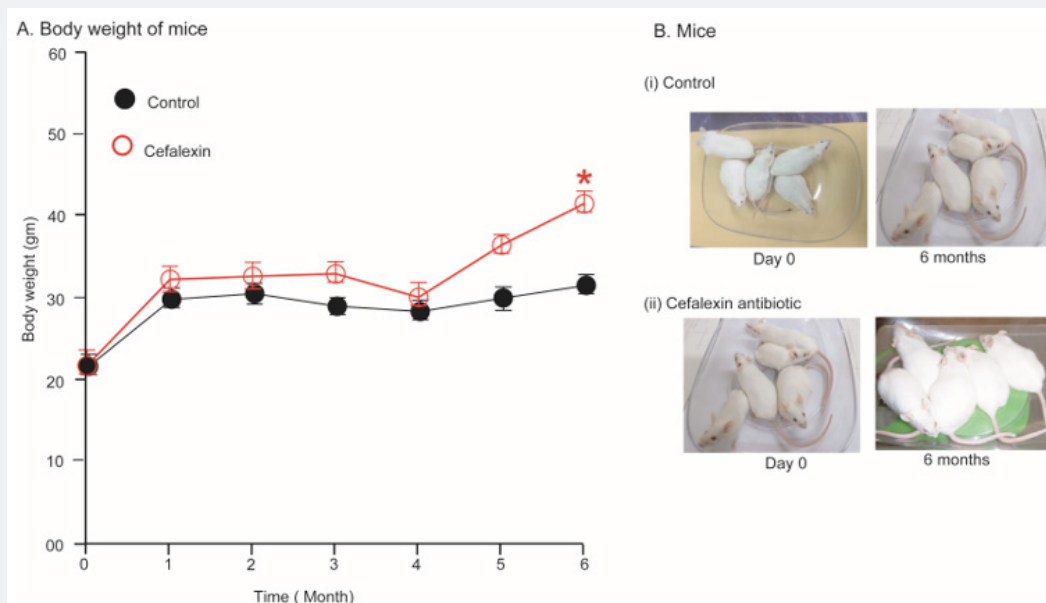 A. Body weight of mice
60
50
40
30
20
10
00
Body weight (gm)
Control
Cefalexin
*
0 1 2 3 4 5 6
Time ( Month)
B. Mice
(i) Control
Day 0 6 months
(ii) Cefalexin antibiotic
Day 0 6 months